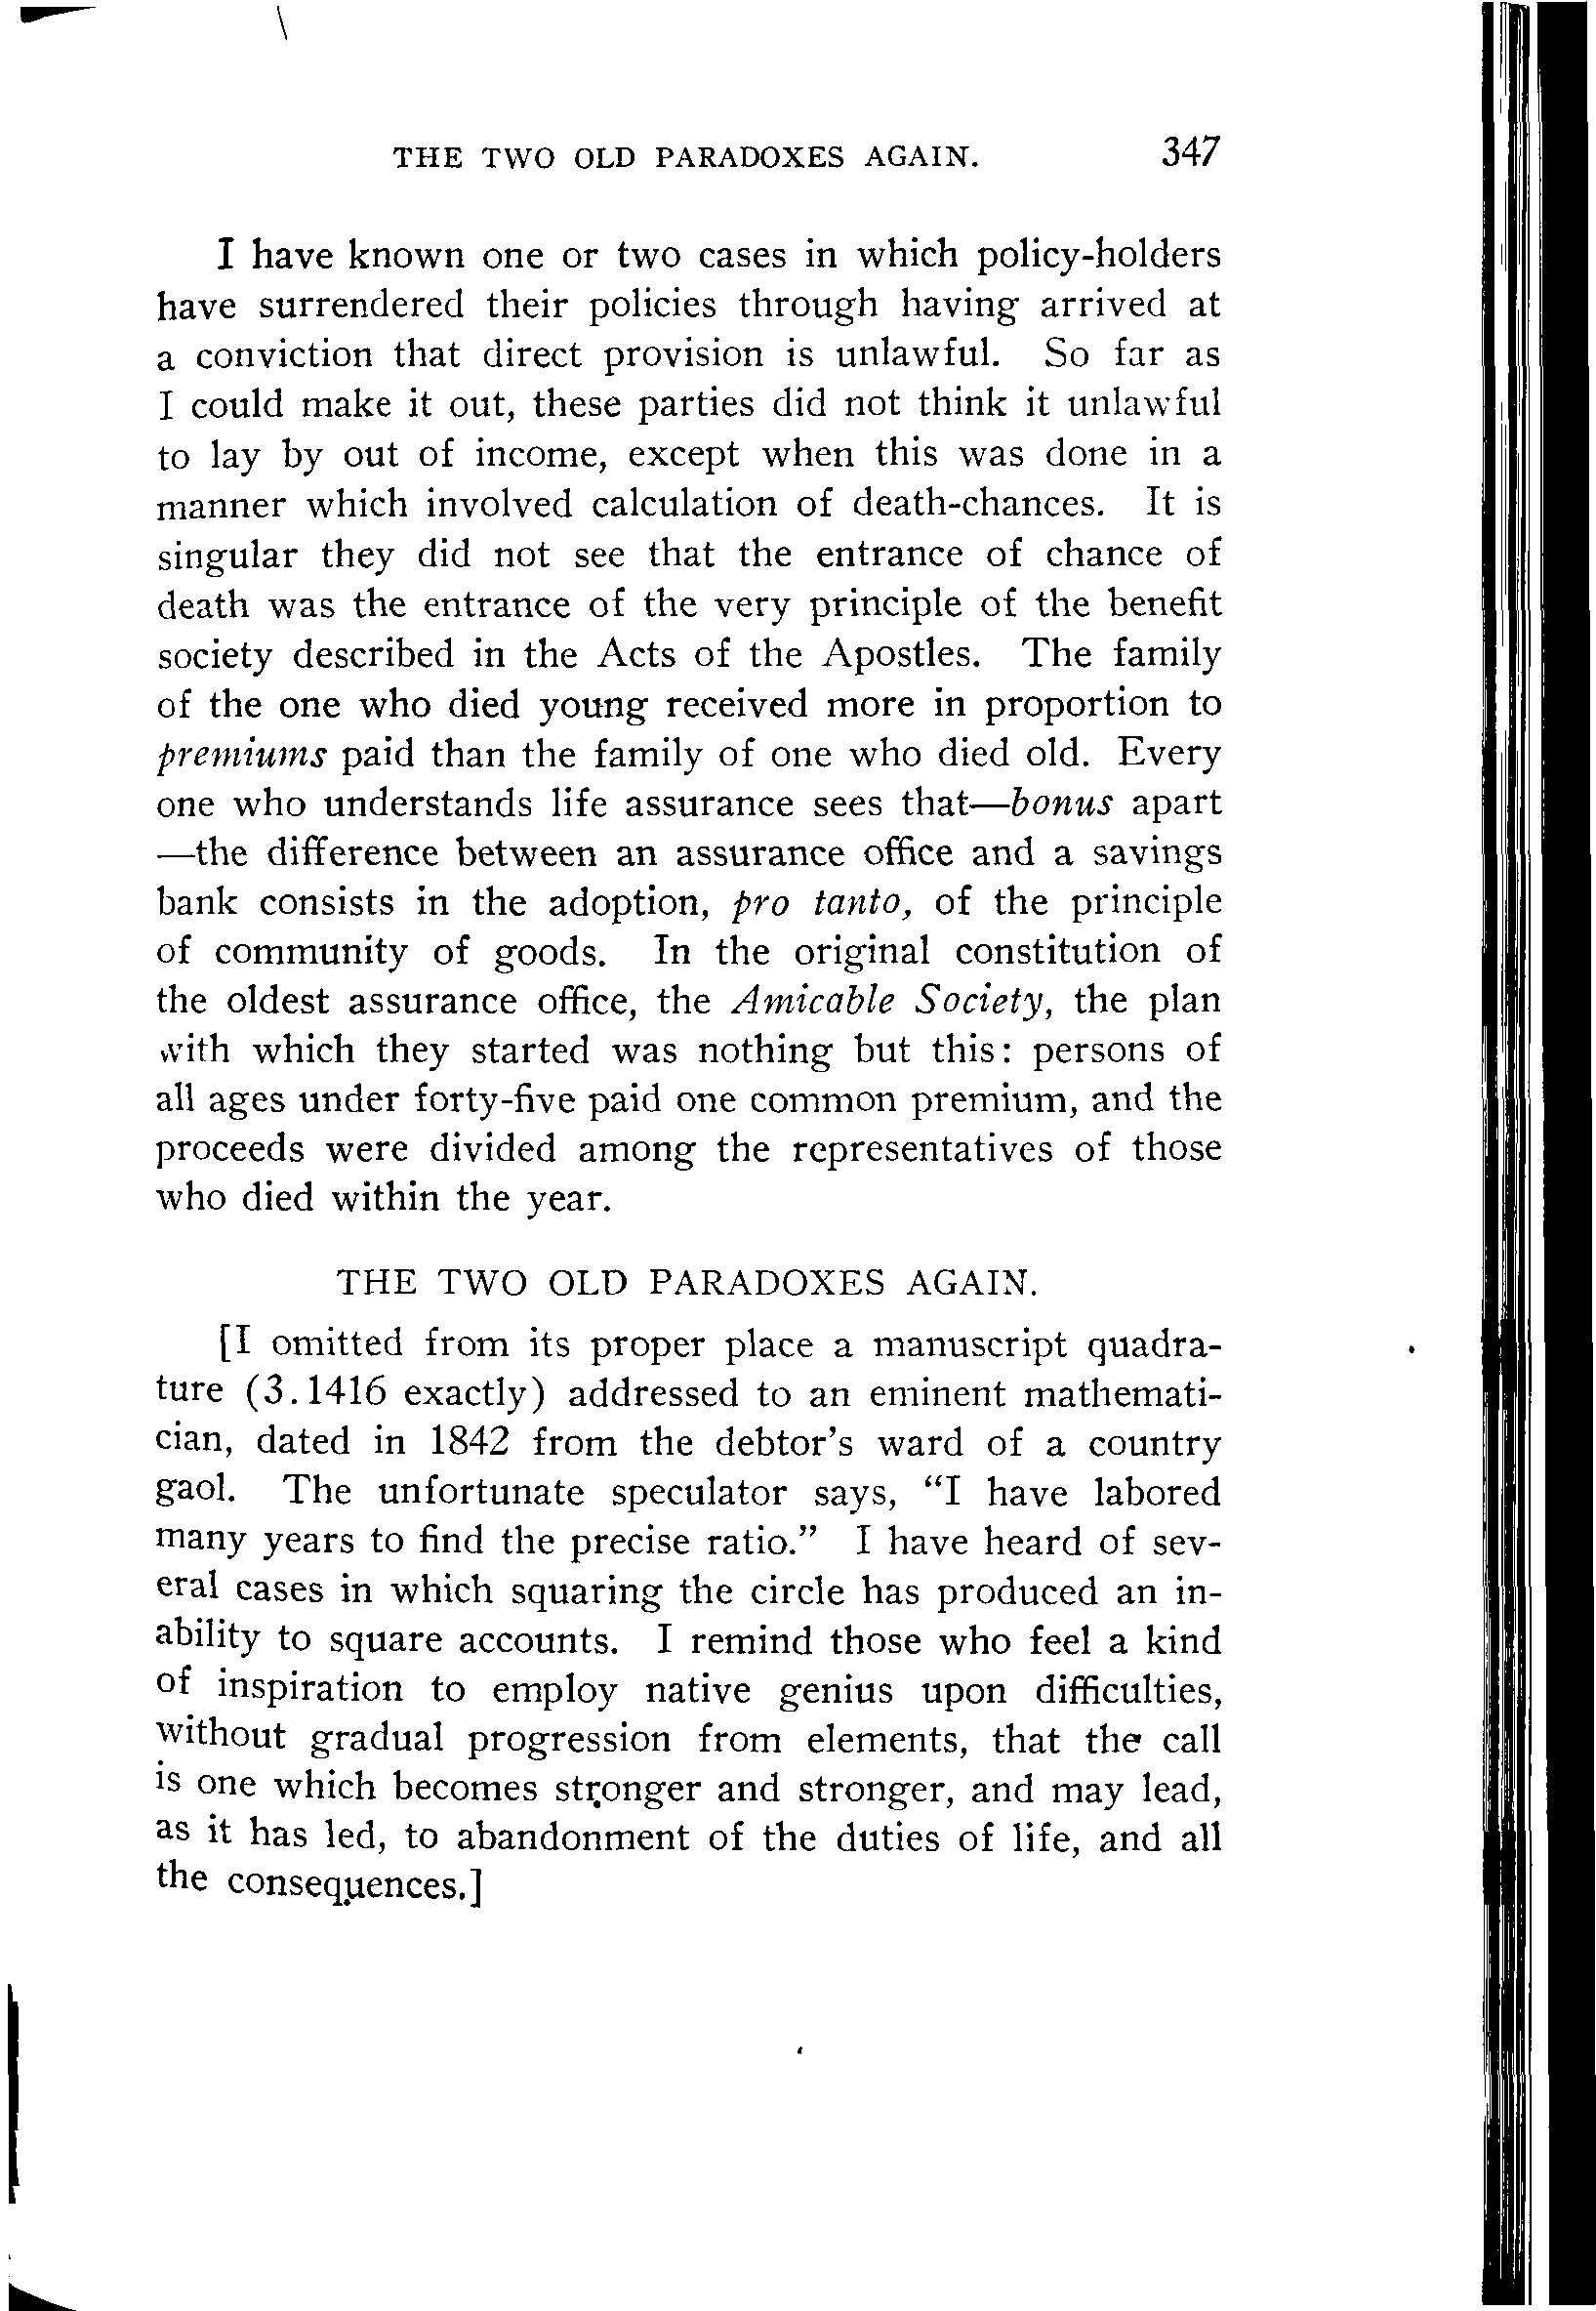 THE TWO OLD PARADOXES AGAIN. 347
I have known one or two cases in which policy-holders
have surrendered their policies through having arrived at
a conviction that direct provision is unlawful. So far as
I could make it out, these parties did not think it unlawful
to lay by out of income, except when this was done in a
manner which involved calculation of death-chances. It is
singular they did not see that the entrance of chance of
death was the entrance of the very principle of the benefit
society described in the Acts of the Apostles. The family
of the one who died young received more in proportion to
premiums paid than the family of one who died old. Every
one who understands life assurance sees that—bonus apart
—the difference between an assurance office and a savings
bank consists in the adoption, pro tanto, of the principle
of community of goods. In the original constitution of
the oldest assurance office, the Amicable Society, the plan
with which they started was nothing but this: persons of
all ages under forty-five paid one common premium, and the
proceeds were divided among the representatives of those
who died within the year.
THE TWO OLD PARADOXES AGAIN.
[I omitted from its proper place a manuscript quadra-
ture (3.1416 exactly) addressed to an eminent mathemati-
cian, dated in 1842 from the debtor's ward of a country
gaol. The unfortunate speculator says, “I have labored
many years to find the precise ratio.” I have heard of sev-
eral cases in which squaring the circle has produced an in-
ability to square accounts. I remind those who feel a kind
of inspiration to employ native genius upon difficulties,
without gradual progression from elements, that the call
is one which becomes stronger and stronger, and may lead,
as it has led, to abandonment of the duties of life, and all
the consequences.]